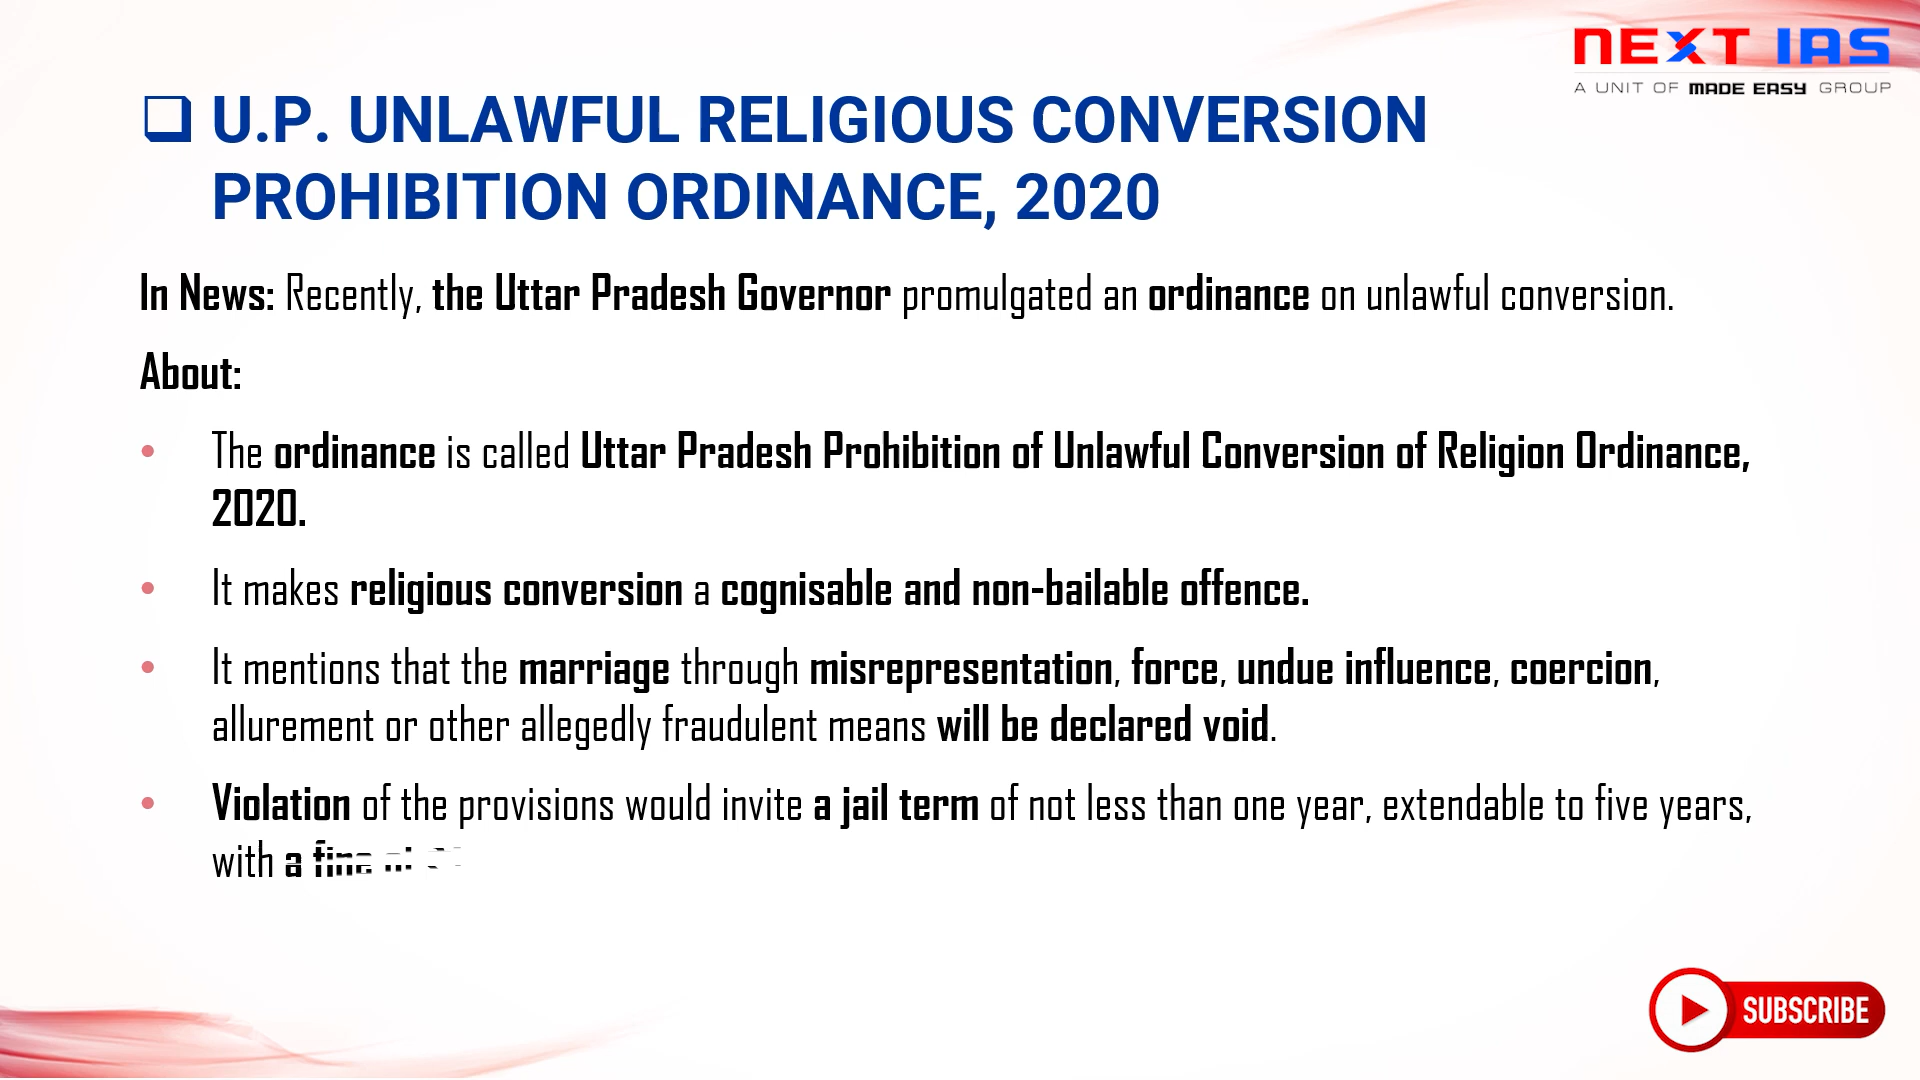 NEXT IAS
A UNIT OF MADE EASY GROUP
U.P. UNLAWFUL RELIGIOUS CONVERSION
PROHIBITION ORDINANCE, 2020
In News: Recently, the Uttar Pradesh Governor promulgated an ordinance on unlawful conversion.
About:
• The ordinance is called Uttar Pradesh Prohibition of Unlawful Conversion of Religion Ordinance,
2020.
• It makes religious conversion a cognisable and non-bailable offence.
• It mentions that the marriage through misrepresentation, force, undue influence, coercion,
allurement or other allegedly fraudulent means will be declared void.
• Violation of the provisions would invite a jail term of not less than one year, extendable to five years,
with a fine
SUBSCRIBE